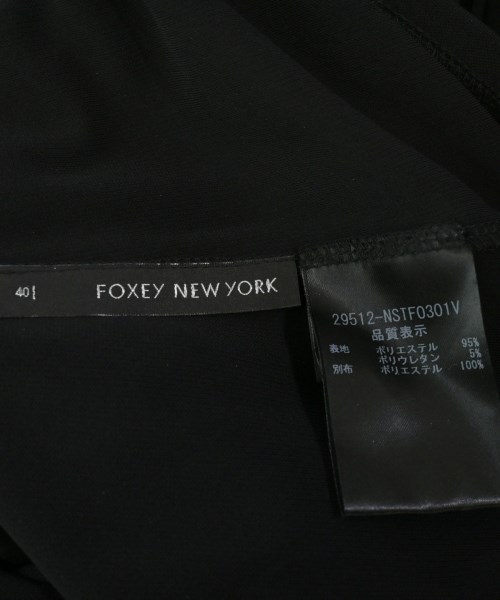 40
FOXEY NEW YORK
29512-NSTF0301V
品質表示
表地 ポリエステル 95%
ポリウレタン 5%
別布 ポリエステル 100%